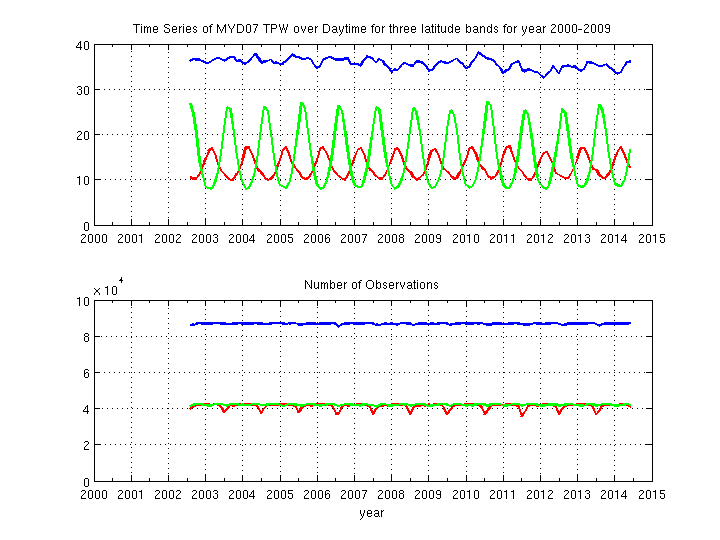 Time Series of MYD07 TPW over Daytime for three latitude bands for year 2000-2009
40
30
20
10
0
2000 2001 2002 2003 2004 2005 2006 2007 2008 2009 2010 2011 2012 2013 2014 2015
Number of Observations
× 10^4
10
8
6
4
2
0
2000 2001 2002 2003 2004 2005 2006 2007 2008 2009 2010 2011 2012 2013 2014 2015
year